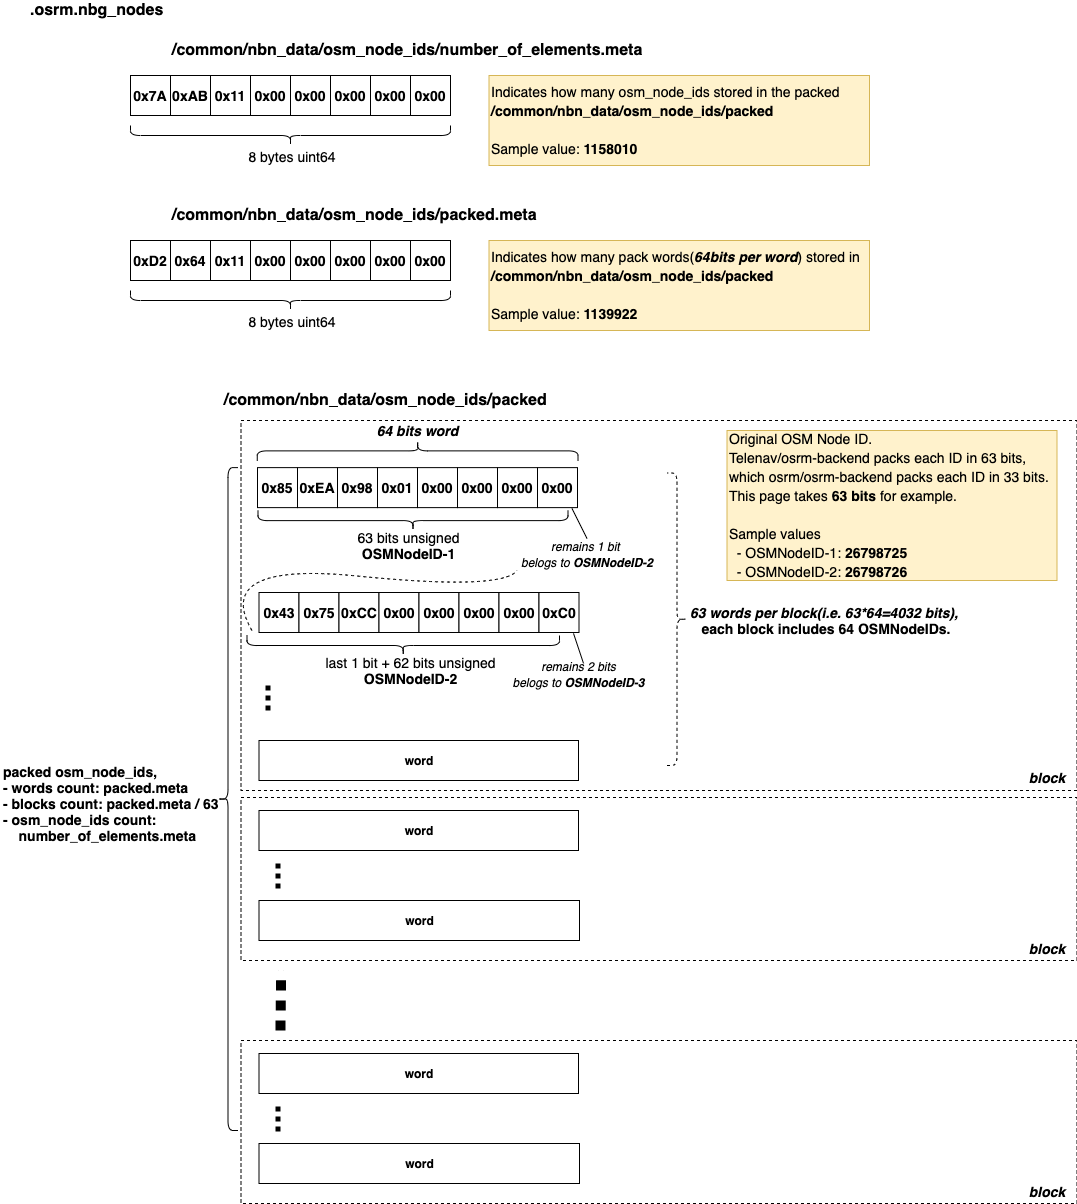 .osrm.nbg_nodes
/common/nbn_data/osm_node_ids/number_of_elements.meta
0x7A 0xAB 0x11 0x00 0x00 0x00 0x00 0x00
8 bytes uint64
Indicates how many osm_node_ids stored in the packed
/common/nbn_data/osm_node_ids/packed
Sample value: 1158010
/common/nbn_data/osm_node_ids/packed.meta
0xD2 0x64 0x11 0x00 0x00 0x00 0x00 0x00
8 bytes uint64
Indicates how many pack words(64bits per word) stored in
/common/nbn_data/osm_node_ids/packed
Sample value: 1139922
/common/nbn_data/osm_node_ids/packed
64 bits word
0x85 0xEA 0x98 0x01 0x00 0x00 0x00 0x00
63 bits unsigned
OSMNodeID-1
remains 1 bit
belogs to OSMNodeID-2
Original OSM Node ID.
Telenav/osrm-backend packs each ID in 63 bits,
which osrm/osrm-backend packs each ID in 33 bits.
This page takes 63 bits for example.
Sample values
- OSMNodeID-1: 26798725
- OSMNodeID-2: 26798726
0x43 0x75 0xCC 0x00 0x00 0x00 0x00 0xC0
last 1 bit + 62 bits unsigned
OSMNodeID-2
remains 2 bits
belogs to OSMNodeID-3
63 words per block(i.e. 63*64=4032 bits),
each block includes 64 OSMNodeIDs.
word
block
packed osm_node_ids,
- words count: packed.meta
- blocks count: packed.meta / 63
- osm_node_ids count:
number_of_elements.meta
word
word
block
word
word
block